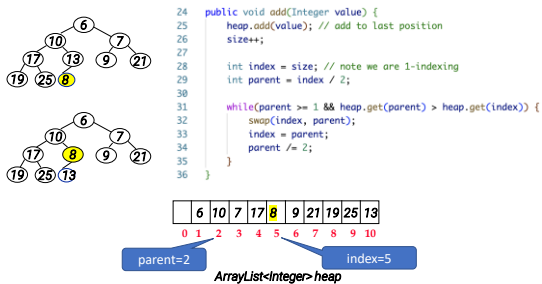 6
10 7
17 13 9 21
19 25 8
6
10 7
17 8 9 21
19 25 13
24 public void add(Integer value) {
25 heap.add(value); // add to last position
26 size++;
27
28 int index = size; // note we are 1-indexing
29 int parent = index / 2;
30
31 while(parent >= 1 && heap.get(parent) > heap.get(index)) {
32 swap(index, parent);
33 index = parent;
34 parent /= 2;
35 }
36 }
6 10 7 17 8 9 21 19 25 13
0 1 2 3 4 5 6 7 8 9 10
parent=2 index=5
ArrayList<Integer> heap